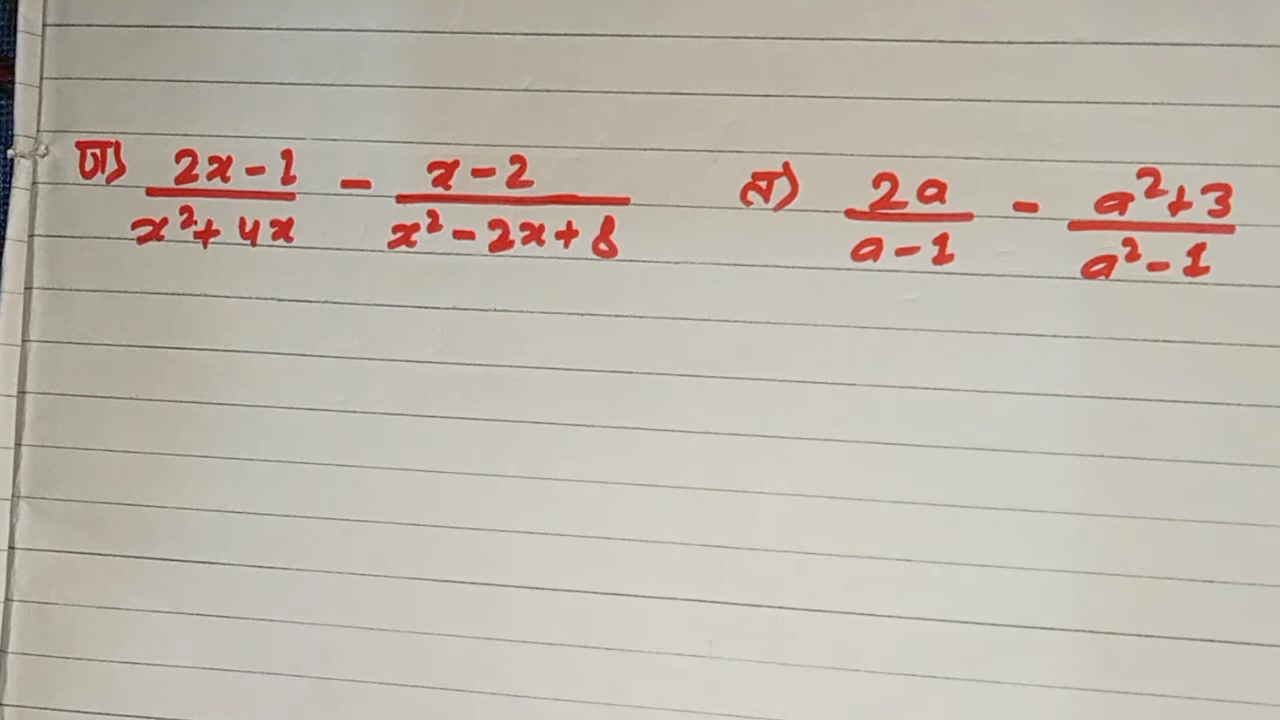 জ) (2x-1)/(x²+4x) - (x-2)/(x²-2x+8) ল) 2a/(a-1) - (a²+3)/(a²-1)